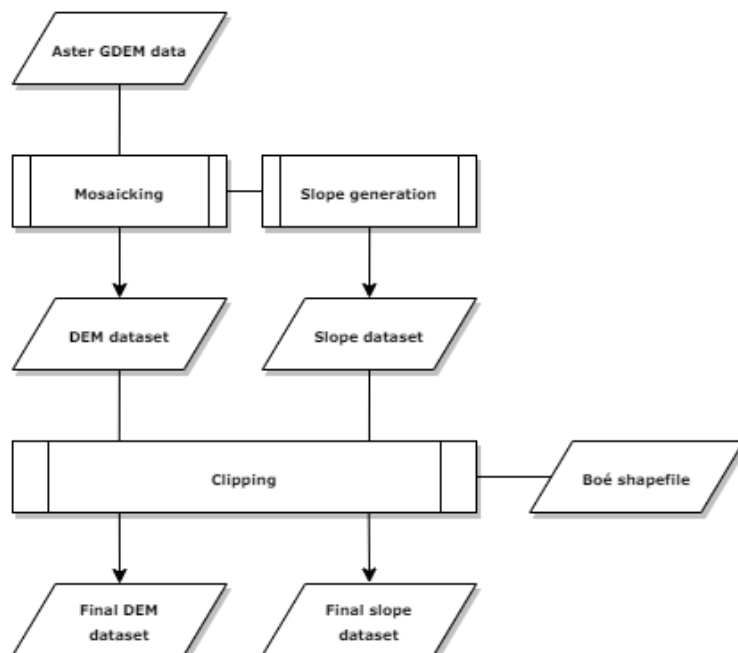 Aster GDEM data
Mosaicking
Slope generation
DEM dataset
Slope dataset
Clipping
Boé shapefile
Final DEM
dataset
Final slope
dataset